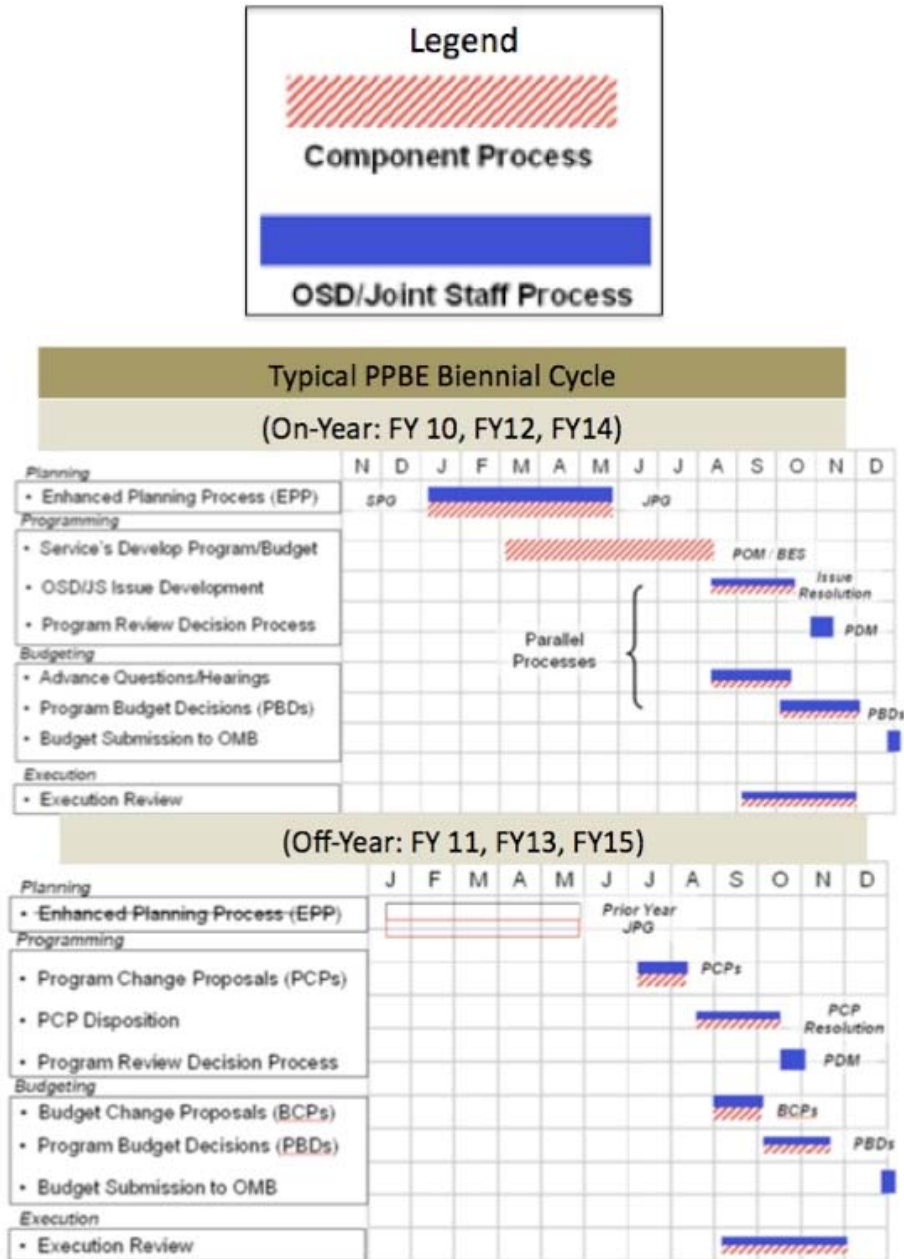 Legend
Component Process
OSD/Joint Staff Process
Typical PPBE Biennial Cycle
(On-Year: FY 10, FY12, FY14)
Planning N D J F M A M J J A S O N D
• Enhanced Planning Process (EPP) SPG JPG
Programming
• Service's Develop Program/Budget POM / BES
• OSD/JS Issue Development Issue
Resolution
• Program Review Decision Process PDM
Parallel
Processes
Budgeting
• Advance Questions/Hearings
• Program Budget Decisions (PBDs) PBDs
• Budget Submission to OMB
Execution
• Execution Review
(Off-Year: FY 11, FY13, FY15)
Planning J F M A M J J A S O N D
• Enhanced Planning Process (EPP) Prior Year
JPG
Programming
• Program Change Proposals (PCPs) PCPs
• PCP Disposition PCP
Resolution
• Program Review Decision Process PDM
Budgeting
• Budget Change Proposals (BCPs) BCPs
• Program Budget Decisions (PBDs) PBDs
• Budget Submission to OMB
Execution
• Execution Review